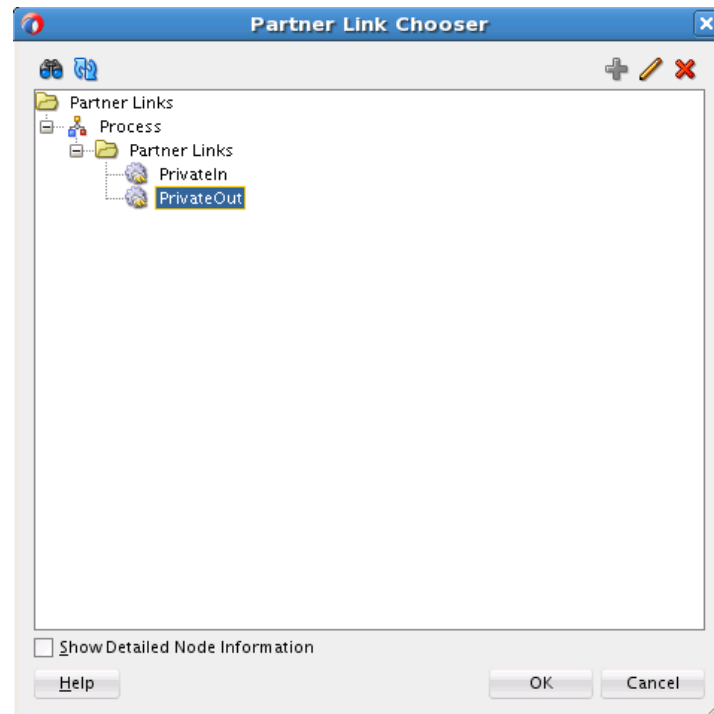 Partner Link Chooser
Partner Links
Process
Partner Links
PrivateIn
PrivateOut
Show Detailed Node Information
Help OK Cancel